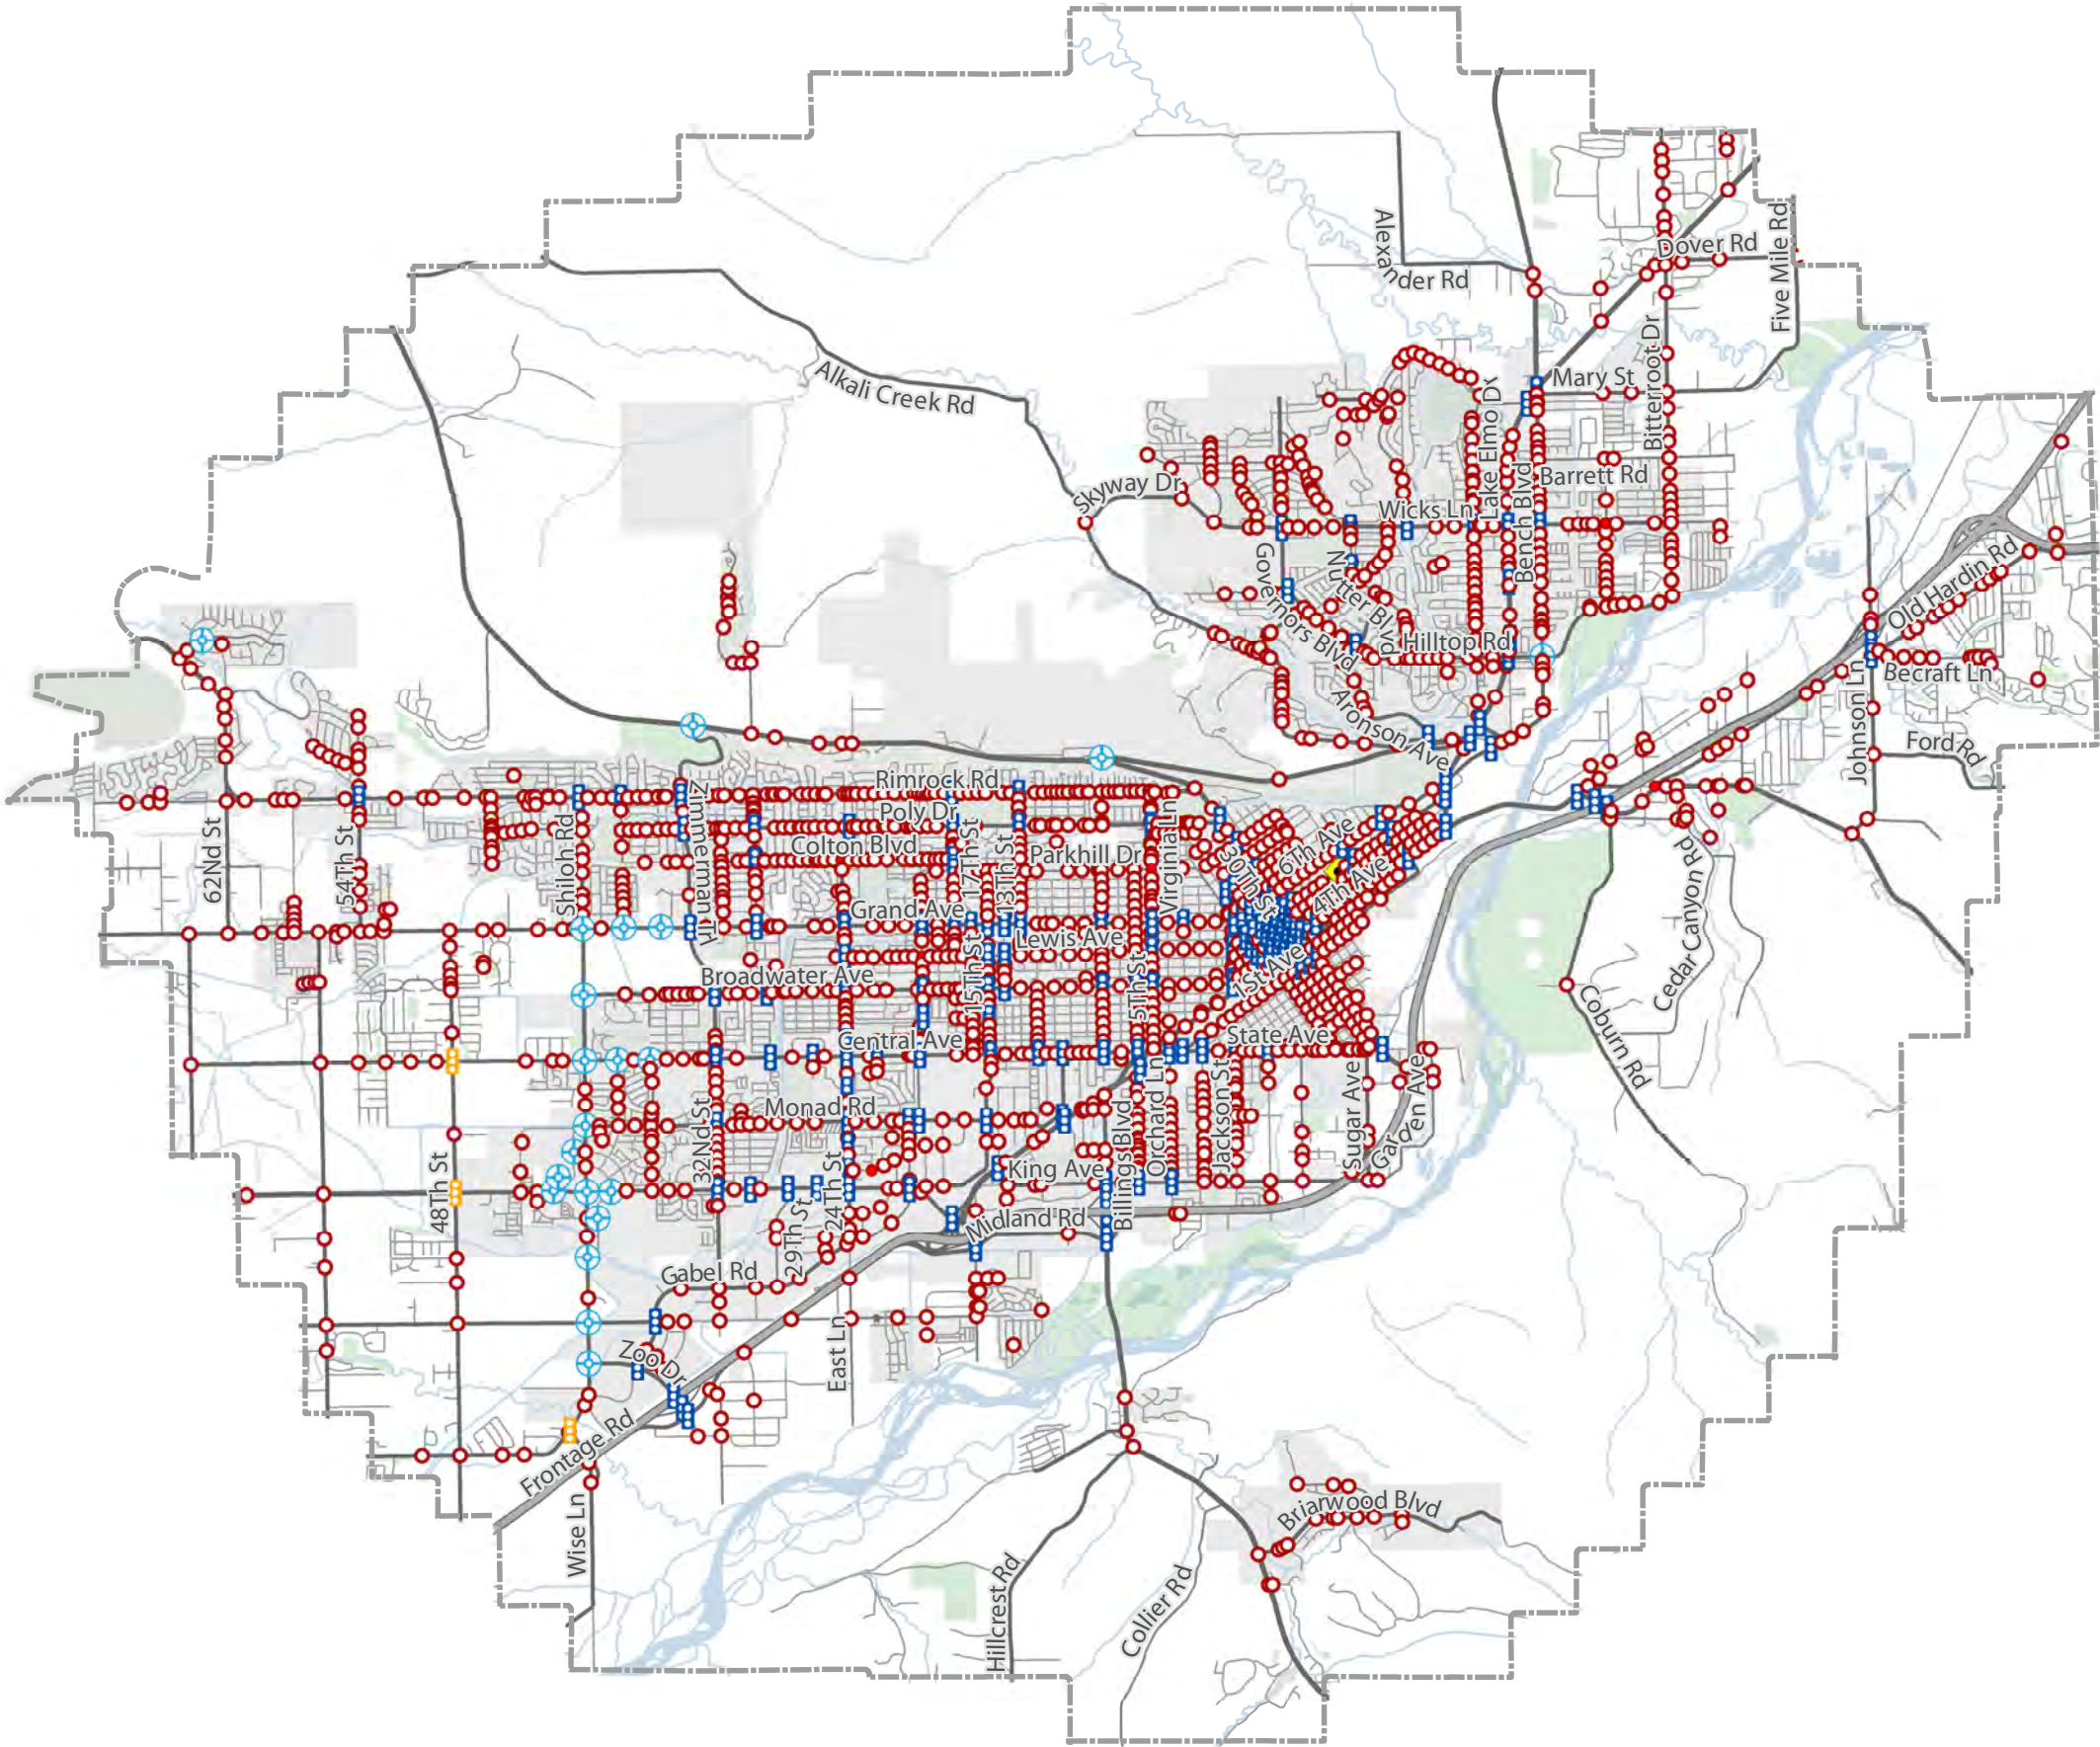 Alexander Rd
Dover Rd
Five Mile Rd
Bitterroot Dr
Mary St
Alkali Creek Rd
Lake Elmo Dr
Skyway Dr
Barrett Rd
Wicks Ln
Bench Blvd
Governors Blvd
Nutter Blvd
Hilltop Rd
Old Hardin Rd
Becraft Ln
Johnson Ln
Ford Rd
Aronson Ave
Rimrock Rd
Zimmerman Trl
Poly Dr
Colton Blvd
Parkhill Dr
17Th St
13Th St
Virginia Ln
30Th St
6Th Ave
4Th Ave
62Nd St
54Th St
Shiloh Rd
Grand Ave
Lewis Ave
Broadwater Ave
15Th St
5Th St
1St Ave
Cedar Canyon Rd
Coburn Rd
Central Ave
State Ave
Monad Rd
32Nd St
24Th St
King Ave
Billings Blvd
Orchard Ln
Jackson St
Sugar Ave
Garden Ave
48Th St
29Th St
Midland Rd
Gabel Rd
Zoo Dr
East Ln
Frontage Rd
Wise Ln
Briarwood Blvd
Hillcrest Rd
Collier Rd